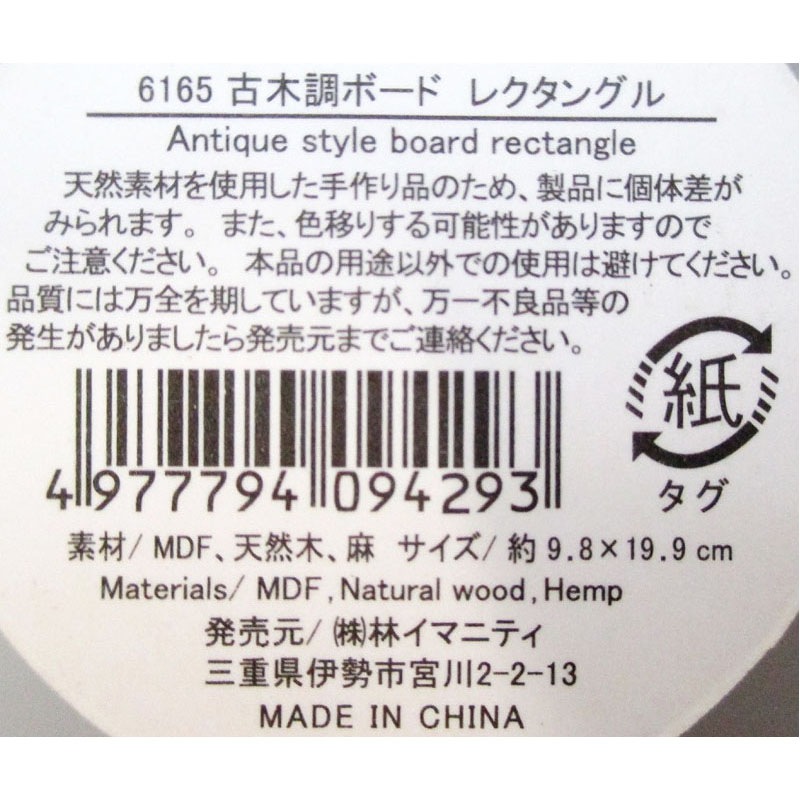 6165 古木調ボード レクタングル
Antique style board rectangle
天然素材を使用した手作り品のため、製品に個体差が
みられます。 また、色移りする可能性がありますので
ご注意ください。 本品の用途以外での使用は避けてください。
品質には万全を期していますが、万一不良品等の
発生がありましたら発売元までご連絡ください。
紙
タグ
4 977794 094293
素材/ MDF、天然木、麻 サイズ/ 約 9.8×19.9 cm
Materials/ MDF, Natural wood, Hemp
発売元/ ㈱林イマニティ
三重県伊勢市宮川2-2-13
MADE IN CHINA